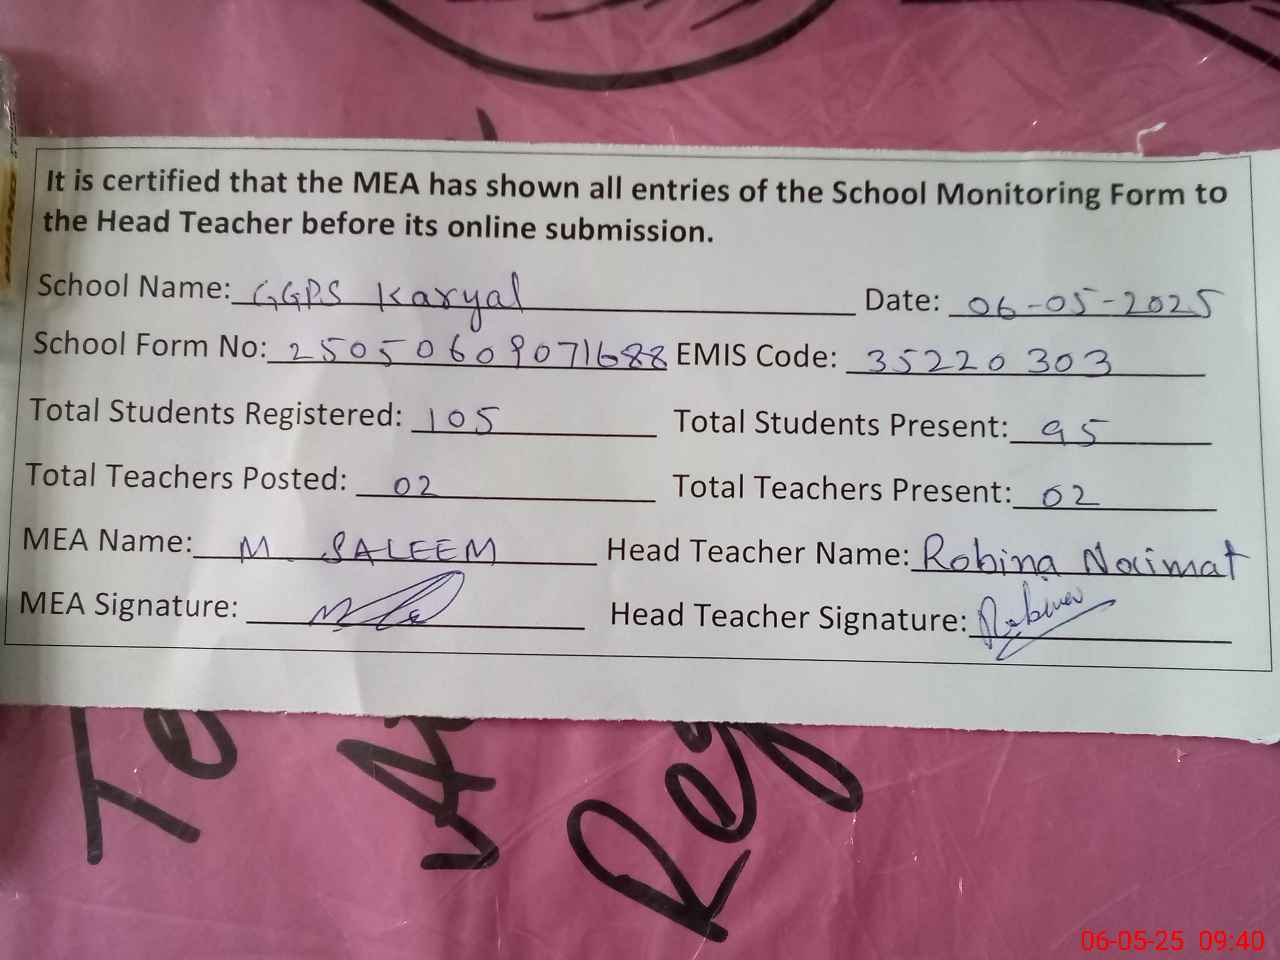 It is certified that the MEA has shown all entries of the School Monitoring Form to
the Head Teacher before its online submission.
School Name: GGPS Karyal Date: 06-05-2025
School Form No: 25050609071688 EMIS Code: 35220303
Total Students Registered: 105 Total Students Present: 95
Total Teachers Posted: 02 Total Teachers Present: 02
MEA Name: M. SALEEM Head Teacher Name: Robina Naimat
MEA Signature: Head Teacher Signature: Robina
Reg
06-05-25 09:40